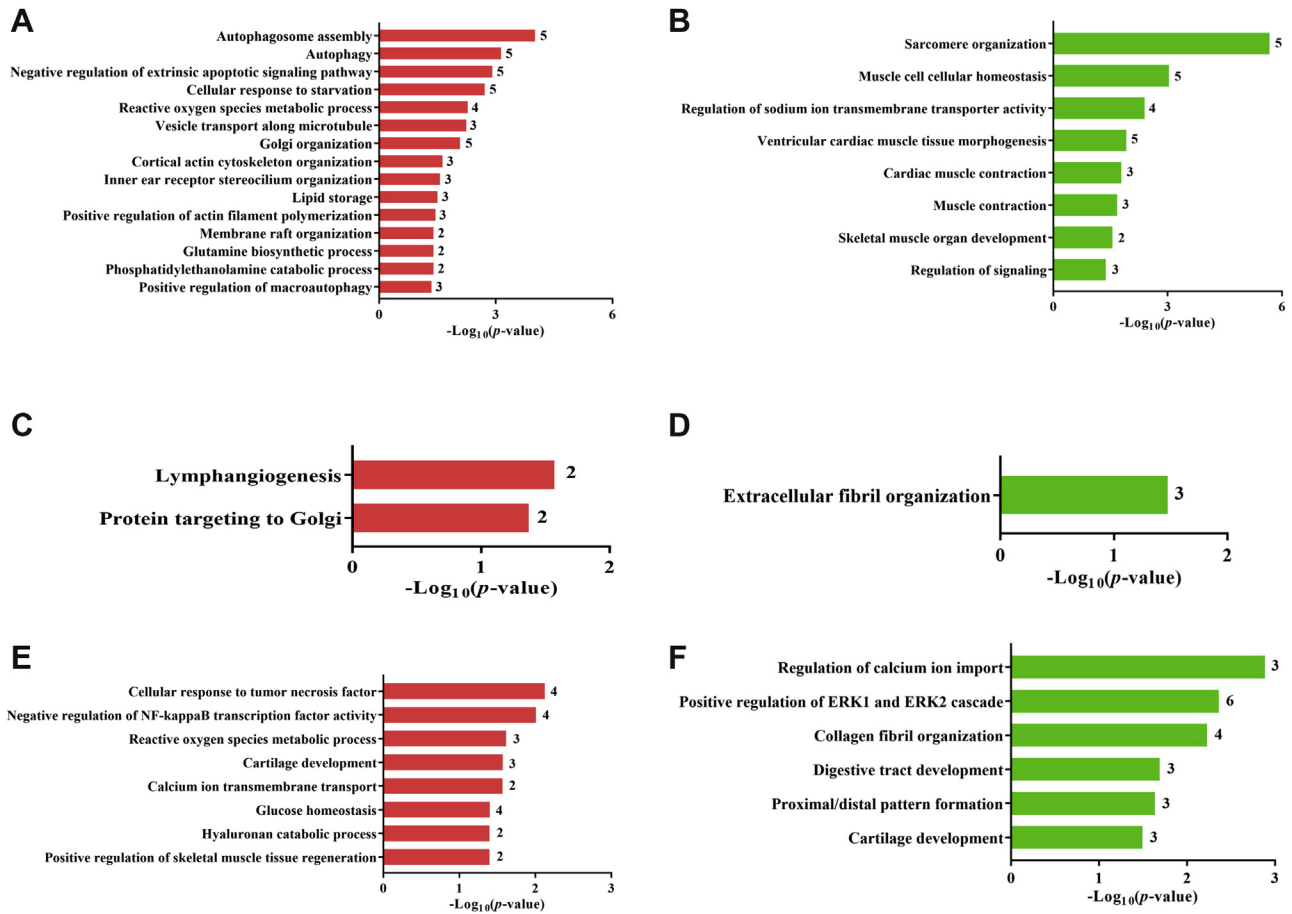 A
Autophagosome assembly 5
Autophagy 5
Negative regulation of extrinsic apoptotic signaling pathway 5
Cellular response to starvation 5
Reactive oxygen species metabolic process 4
Vesicle transport along microtubule 3
Golgi organization 5
Cortical actin cytoskeleton organization 3
Inner ear receptor stereocilium organization 3
Lipid storage 3
Positive regulation of actin filament polymerization 3
Membrane raft organization 2
Glutamine biosynthetic process 2
Phosphatidylethanolamine catabolic process 2
Positive regulation of macroautophagy 3
0 3 6
-Log10(p-value)
B
Sarcomere organization 5
Muscle cell cellular homeostasis 5
Regulation of sodium ion transmembrane transporter activity 4
Ventricular cardiac muscle tissue morphogenesis 5
Cardiac muscle contraction 3
Muscle contraction 3
Skeletal muscle organ development 2
Regulation of signaling 3
0 3 6
-Log10(p-value)
C
Lymphangiogenesis 2
Protein targeting to Golgi 2
0 1 2
-Log10(p-value)
D
Extracellular fibril organization 3
0 1 2
-Log10(p-value)
E
Cellular response to tumor necrosis factor 4
Negative regulation of NF-kappaB transcription factor activity 4
Reactive oxygen species metabolic process 3
Cartilage development 3
Calcium ion transmembrane transport 2
Glucose homeostasis 4
Hyaluronan catabolic process 2
Positive regulation of skeletal muscle tissue regeneration 2
0 1 2 3
-Log10(p-value)
F
Regulation of calcium ion import 3
Positive regulation of ERK1 and ERK2 cascade 6
Collagen fibril organization 4
Digestive tract development 3
Proximal/distal pattern formation 3
Cartilage development 3
0 1 2 3
-Log10(p-value)